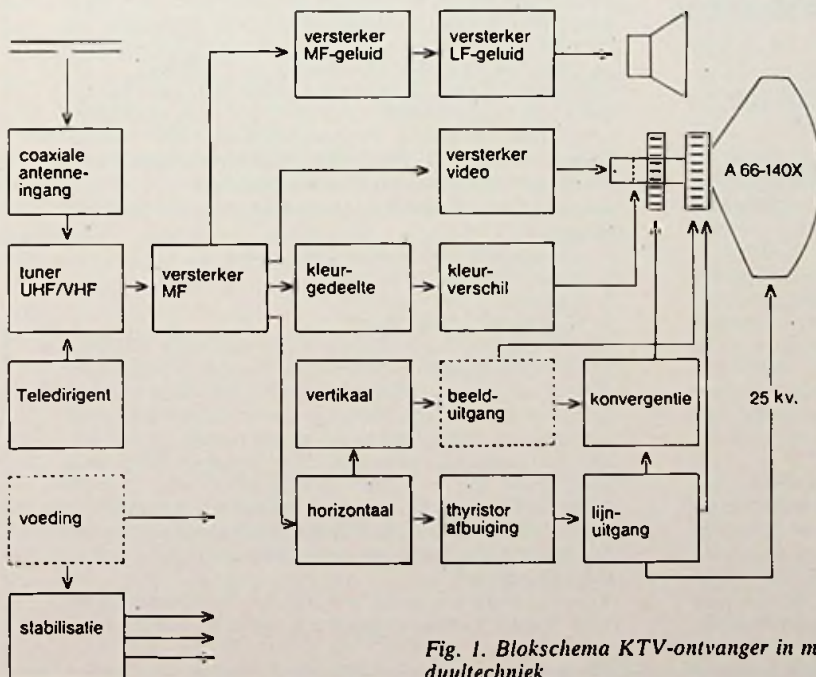 versterker
MF-geluid
versterker
LF-geluid
coaxiale
antenne-
ingang
versterker
video
A 66-140X
tuner
UHF/VHF
versterker
MF
kleur-
gedeelte
kleur-
verschil
Teledirigent
vertikaal
beeld-
uitgang
konvergentie
25 kv.
voeding
horizontaal
thyristor
afbuiging
lijn-
uitgang
stabilisatie
Fig. 1. Blokschema KTV-ontvanger in m
duultechniek